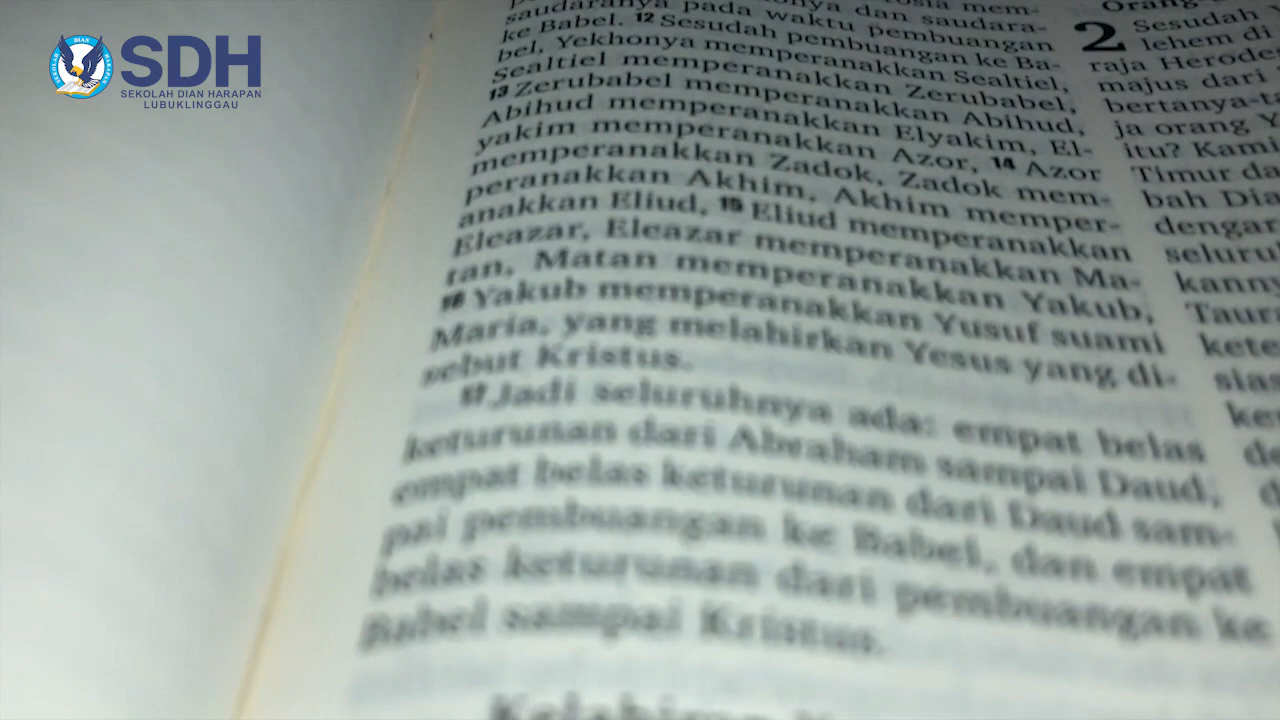 SDH
SEKOLAH DIAN HARAPAN
LUBUKLINGGAU
saudaranya pada waktu pembuangan
ke Babel. 12 Sesudah pembuangan ke Ba-
bel, Yekhonya memperanakkan Sealtiel,
Sealtiel memperanakkan Zerubabel,
13 Zerubabel memperanakkan Abihud,
Abihud memperanakkan Elyakim, El-
yakim memperanakkan Azor, 14 Azor
memperanakkan Zadok, Zadok mem-
peranakkan Akhim, Akhim memper-
anakkan Eliud, 15 Eliud memperanakkan
Eleazar, Eleazar memperanakkan Ma-
tan, Matan memperanakkan Yakub,
16 Yakub memperanakkan Yusuf suami
Maria, yang melahirkan Yesus yang di-
sebut Kristus.
17 Jadi seluruhnya ada: empat belas
keturunan dari Abraham sampai Daud,
empat belas keturunan dari Daud sam-
pai pembuangan ke Babel, dan empat
belas keturunan dari pembuangan ke
Babel sampai Kristus.
2 Sesudah
lehem di
raja Herode
majus dari
bertanya-ta
ja orang Y
itu? Kami
Timur da
bah Dia
dengar
seluru
kanny
Taura
kete
sias